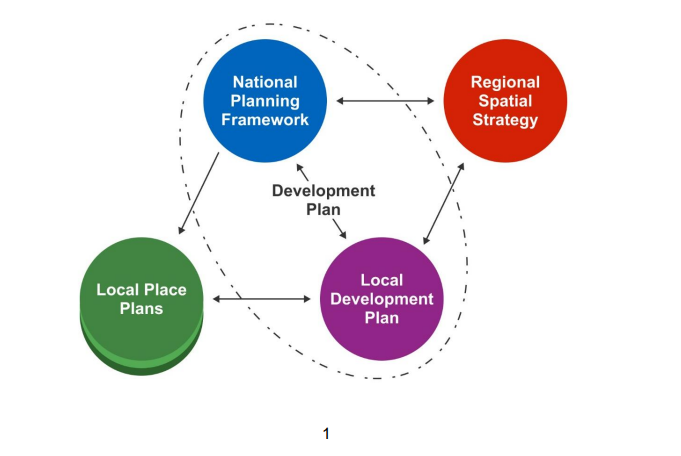 National
Planning
Framework
Regional
Spatial
Strategy
Development
Plan
Local Place
Plans
Local
Development
Plan
1